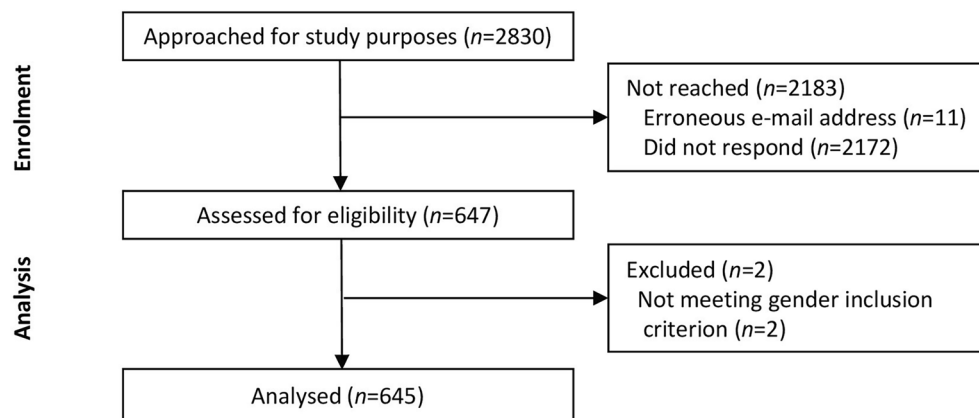 Enrolment
Approached for study purposes (n=2830)
Not reached (n=2183)
Erroneous e-mail address (n=11)
Did not respond (n=2172)
Assessed for eligibility (n=647)
Analysis
Excluded (n=2)
Not meeting gender inclusion
criterion (n=2)
Analysed (n=645)